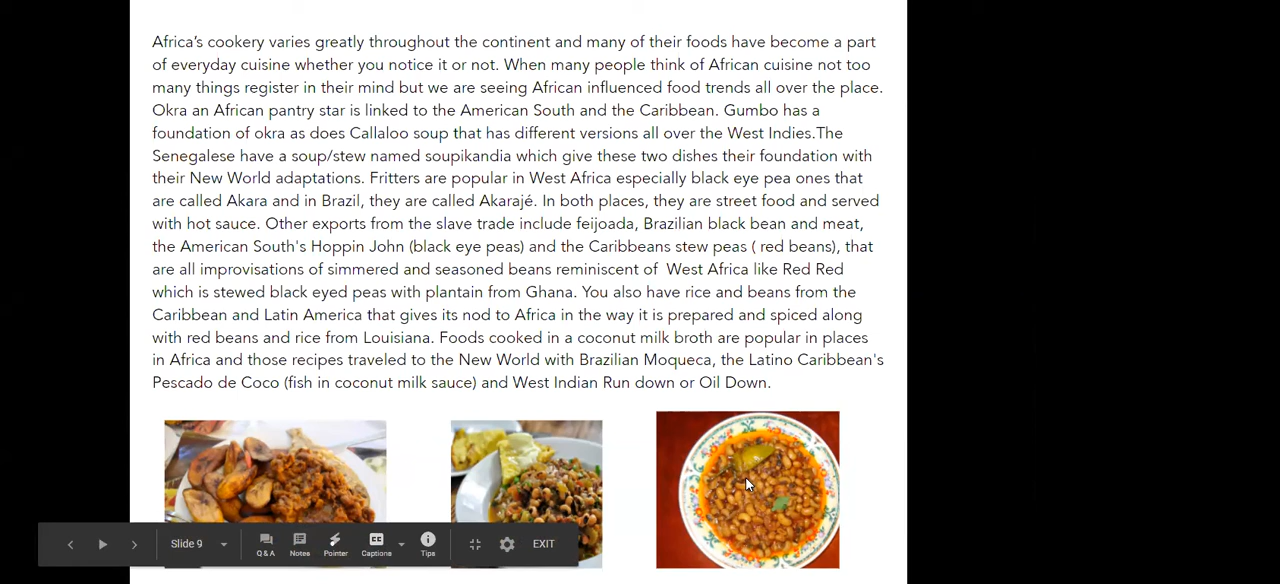 Africa's cookery varies greatly throughout the continent and many of their foods have become a part
of everyday cuisine whether you notice it or not. When many people think of African cuisine not too
many things register in their mind but we are seeing African influenced food trends all over the place.
Okra an African pantry star is linked to the American South and the Caribbean. Gumbo has a
foundation of okra as does Callaloo soup that has different versions all over the West Indies.The
Senegalese have a soup/stew named soupikandia which give these two dishes their foundation with
their New World adaptations. Fritters are popular in West Africa especially black eye pea ones that
are called Akara and in Brazil, they are called Akarajé. In both places, they are street food and served
with hot sauce. Other exports from the slave trade include feijoada, Brazilian black bean and meat,
the American South's Hoppin John (black eye peas) and the Caribbeans stew peas ( red beans), that
are all improvisations of simmered and seasoned beans reminiscent of  West Africa like Red Red
which is stewed black eyed peas with plantain from Ghana. You also have rice and beans from the
Caribbean and Latin America that gives its nod to Africa in the way it is prepared and spiced along
with red beans and rice from Louisiana. Foods cooked in a coconut milk broth are popular in places
in Africa and those recipes traveled to the New World with Brazilian Moqueca, the Latino Caribbean's
Pescado de Coco (fish in coconut milk sauce) and West Indian Run down or Oil Down.
Slide 9
Q & A
Notes
Pointer
CC
Captions
Tips
EXIT